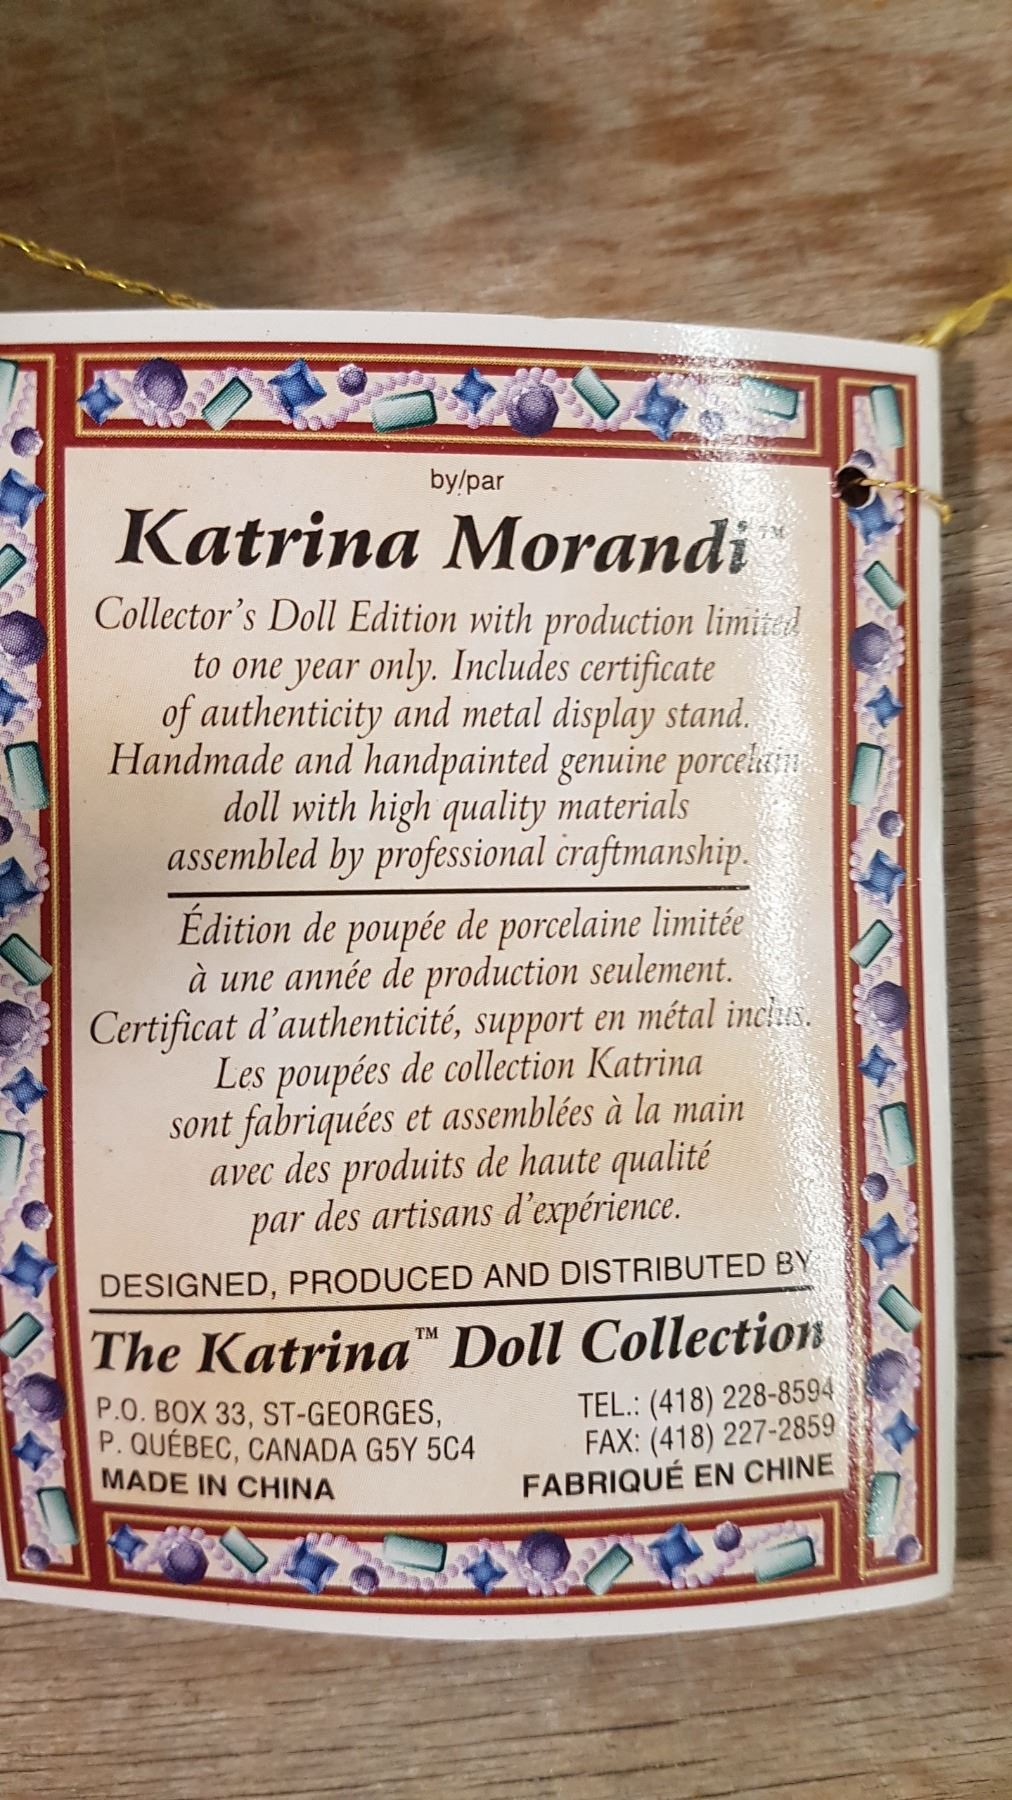 by/par
Katrina Morandi™
Collector's Doll Edition with production limited
to one year only. Includes certificate
of authenticity and metal display stand.
Handmade and handpainted genuine porcelain
doll with high quality materials
assembled by professional craftmanship.
Édition de poupée de porcelaine limitée
à une année de production seulement.
Certificat d'authenticité, support en métal inclus.
Les poupées de collection Katrina
sont fabriquées et assemblées à la main
avec des produits de haute qualité
par des artisans d'expérience.
DESIGNED, PRODUCED AND DISTRIBUTED BY
The Katrina™ Doll Collection
P.O. BOX 33, ST-GEORGES, TEL.: (418) 228-8594
P. QUÉBEC, CANADA G5Y 5C4 FAX: (418) 227-2859
MADE IN CHINA FABRIQUÉ EN CHINE